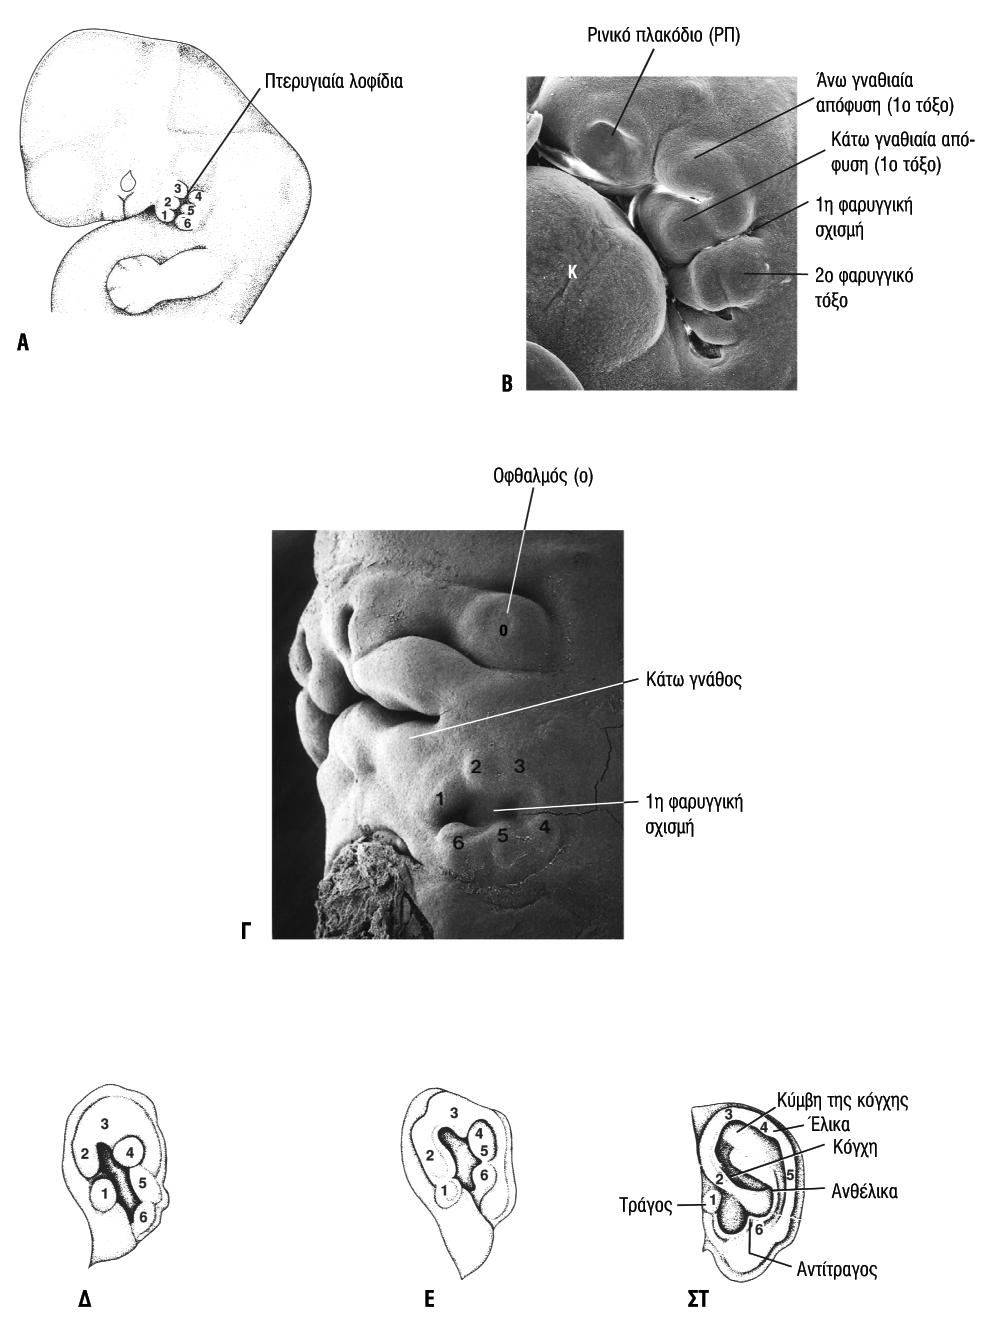 Πτερυγιαία λοφίδια
3
2
4
1
5
6
Α
Ρινικό πλακόδιο (ΡΠ)
Άνω γναθιαία
απόφυση (1ο τόξο)
Κάτω γναθιαία από-
φυση (1ο τόξο)
1η φαρυγγική
σχισμή
2ο φαρυγγικό
τόξο
Κ
Β
Οφθαλμός (ο)
ο
Κάτω γνάθος
2
3
1
1η φαρυγγική
σχισμή
6
5
4
Γ
3
2
4
1
5
6
Δ
3
4
2
5
6
1
Ε
Κύμβη της κόγχης
Έλικα
Κόγχη
Ανθέλικα
Τράγος
Αντίτραγος
3
4
2
5
1
6
ΣΤ